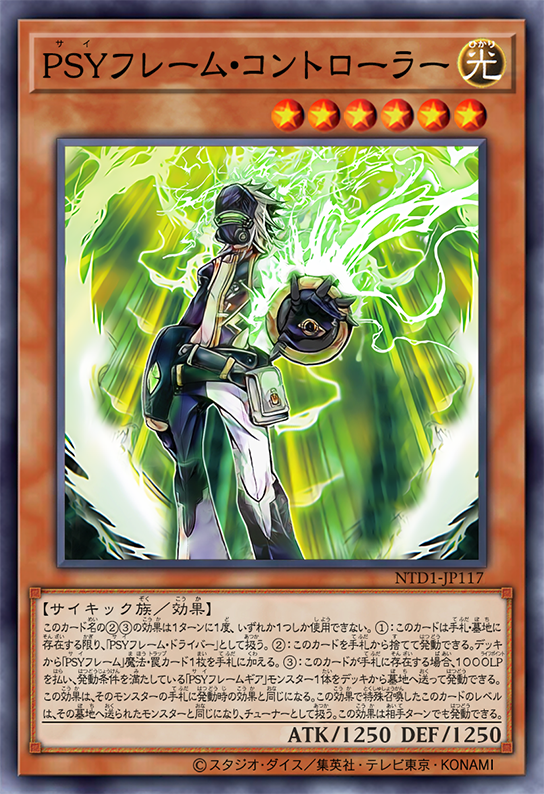 PSYフレーム・コントローラー
光
NTD1-JP117
【サイキック族／効果】
このカード名の②③の効果は1ターンに1度、いずれか1つしか使用できない。①：このカードは手札・墓地に
存在する限り、「PSYフレーム・ドライバー」として扱う。②：このカードを手札から捨てて発動できる。デッキ
から「PSYフレーム」魔法・罠カード1枚を手札に加える。③：このカードが手札に存在する場合、1000LP
を払い、発動条件を満たしている「PSYフレームギア」モンスター1体をデッキから墓地へ送って発動できる。
この効果は、そのモンスターの手札に発動時の効果と同じになる。この効果で特殊召喚したこのカードのレベル
は、その墓地へ送られたモンスターと同じになり、チューナーとして扱う。この効果は相手ターンでも発動できる。
ATK/1250 DEF/1250
©スタジオ・ダイス／集英社・テレビ東京・KONAMI